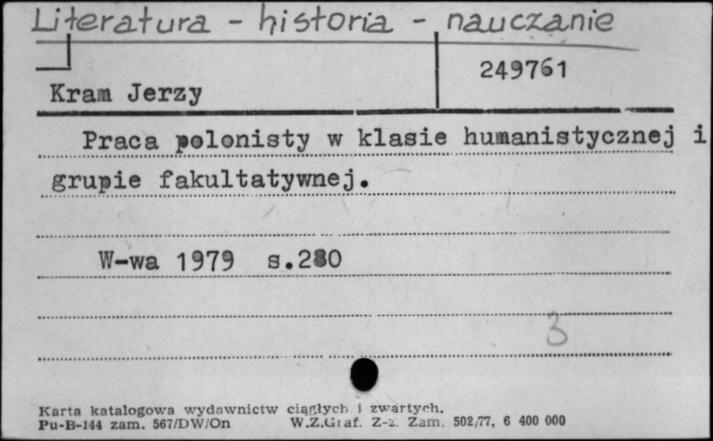 Literatura - historia - nauczanie
249761
Kram Jerzy
Praca polonisty w klasie humanistycznej i
grupie fakultatywnej.
W-wa 1979 s.280
3
Karta katalogowa wydawnictw ciągłych i zwartych.
Pu-B-144 zam. 567/DW/On W.Z.Graf. Z-z. Zam. 502/77, 6 400 000